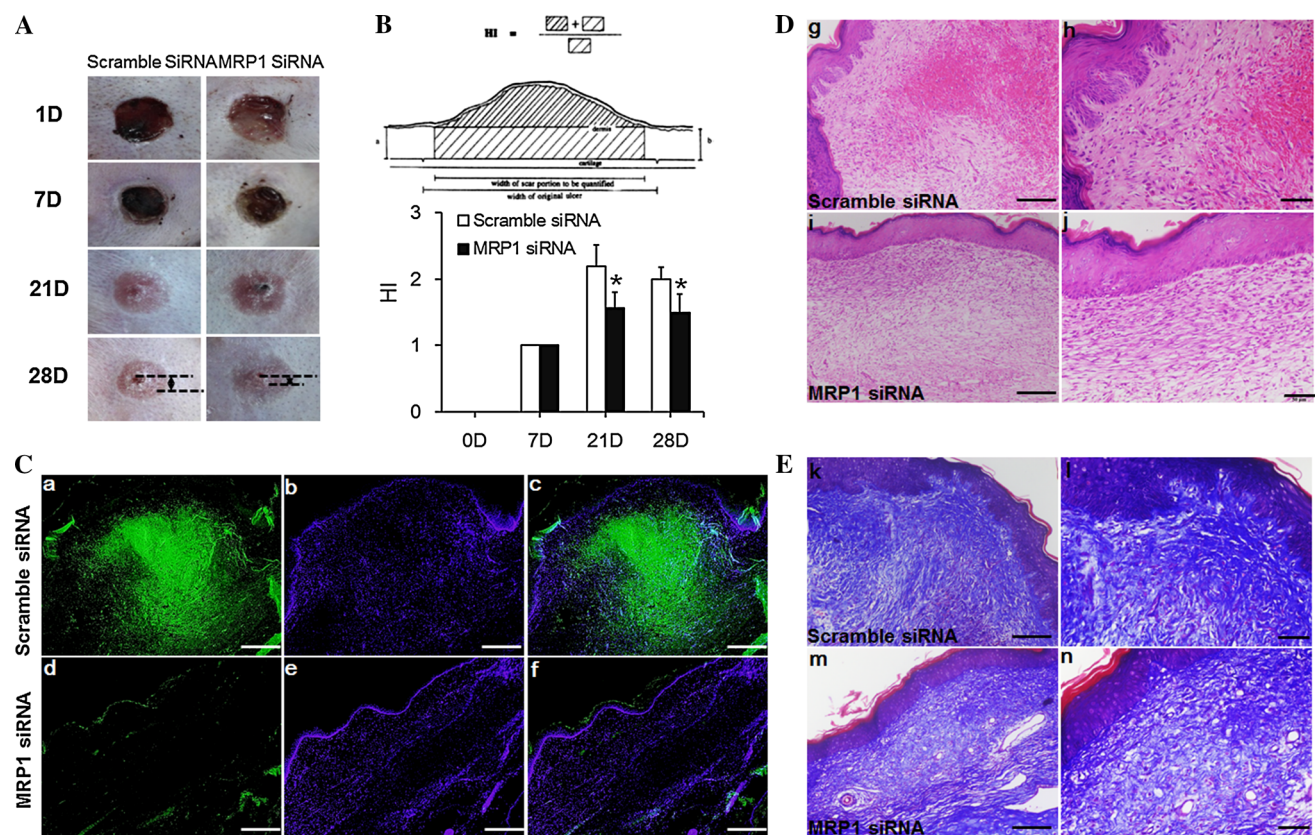 A
Scramble SiRNA MRP1 SiRNA
1D
7D
21D
28D
B
HI = +
dermis
a
b
cartilage
width of scar portion to be quantified
width of original ulcer
3
2
1
0
HI
Scramble siRNA
MRP1 siRNA
*
*
0D 7D 21D 28D
C
Scramble siRNA
a
b
c
MRP1 siRNA
d
e
f
D
g
Scramble siRNA
h
i
MRP1 siRNA
j
E
k
Scramble siRNA
l
m
MRP1 siRNA
n